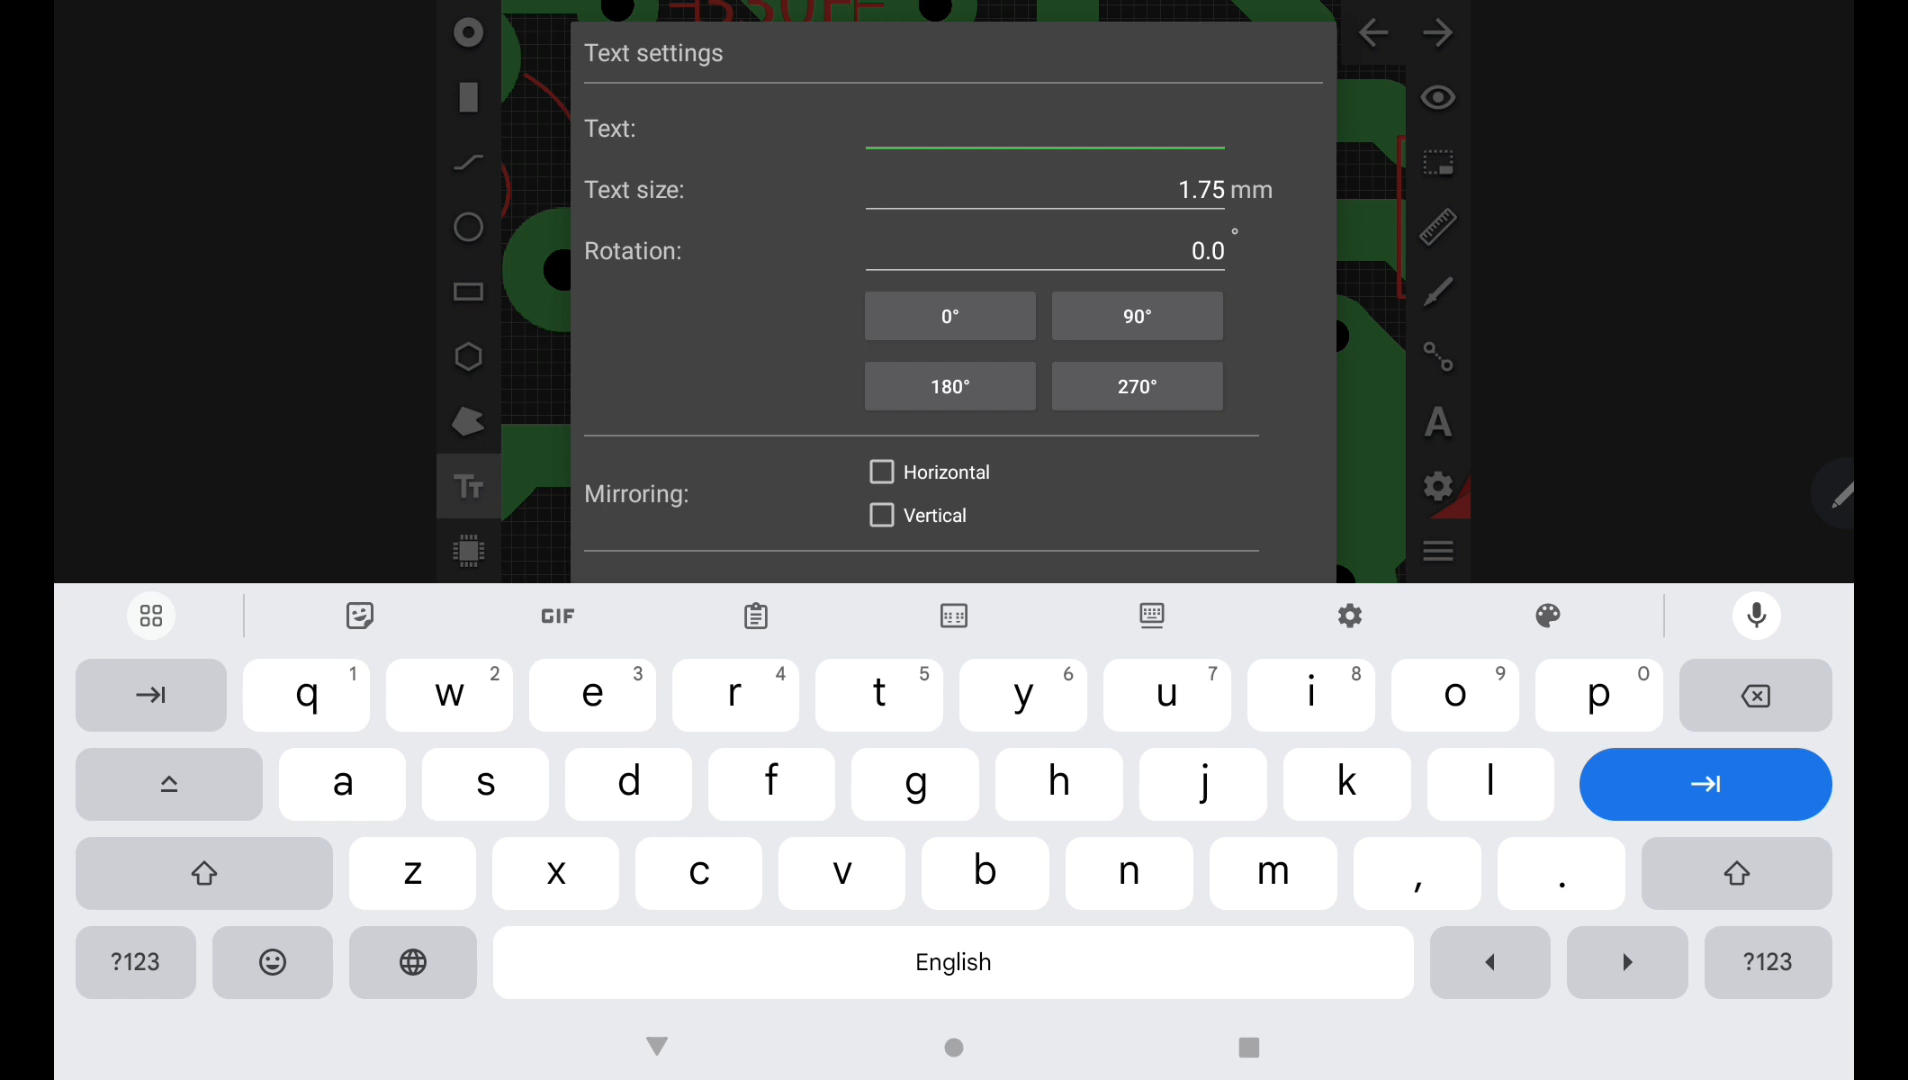 Text settings
Text:
Text size: 1.75 mm
Rotation: 0.0 °
0° 90°
180° 270°
Mirroring:
Horizontal
Vertical
TT
A
GIF
q 1 w 2 e 3 r 4 t 5 y 6 u 7 i 8 o 9 p 0
a s d f g h j k l
z x c v b n m , .
?123 English ?123